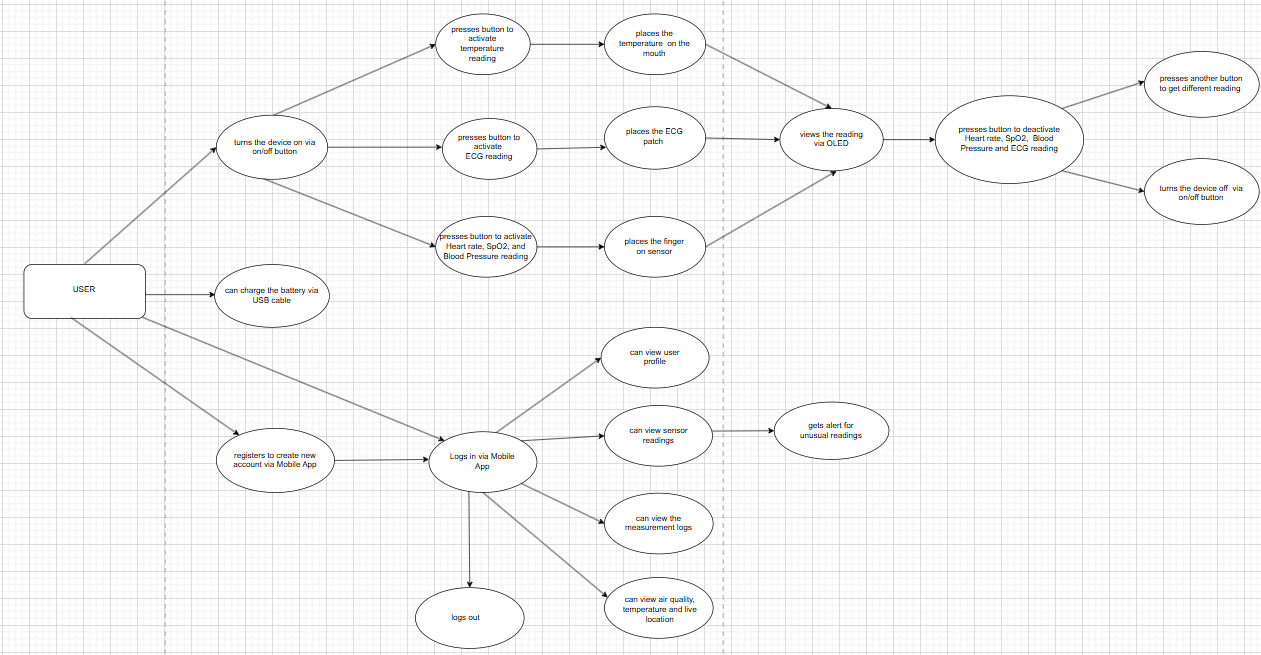 presses button to
activate
temperature
reading
places the
temperature on the
mouth
presses another button
to get different reading
turns the device on via
on/off button
presses button to
activate
ECG reading
places the ECG
patch
views the reading
via OLED
presses button to deactivate
Heart rate, SpO2, Blood
Pressure and ECG reading
turns the device off via
on/off button
presses button to activate
Heart rate, SpO2, and
Blood Pressure reading
places the finger
on sensor
USER
can charge the battery via
USB cable
can view user
profile
can view sensor
readings
gets alert for
unusual readings
registers to create new
account via Mobile App
Logs in via Mobile
App
can view the
measurement logs
can view air quality,
temperature and live
location
logs out